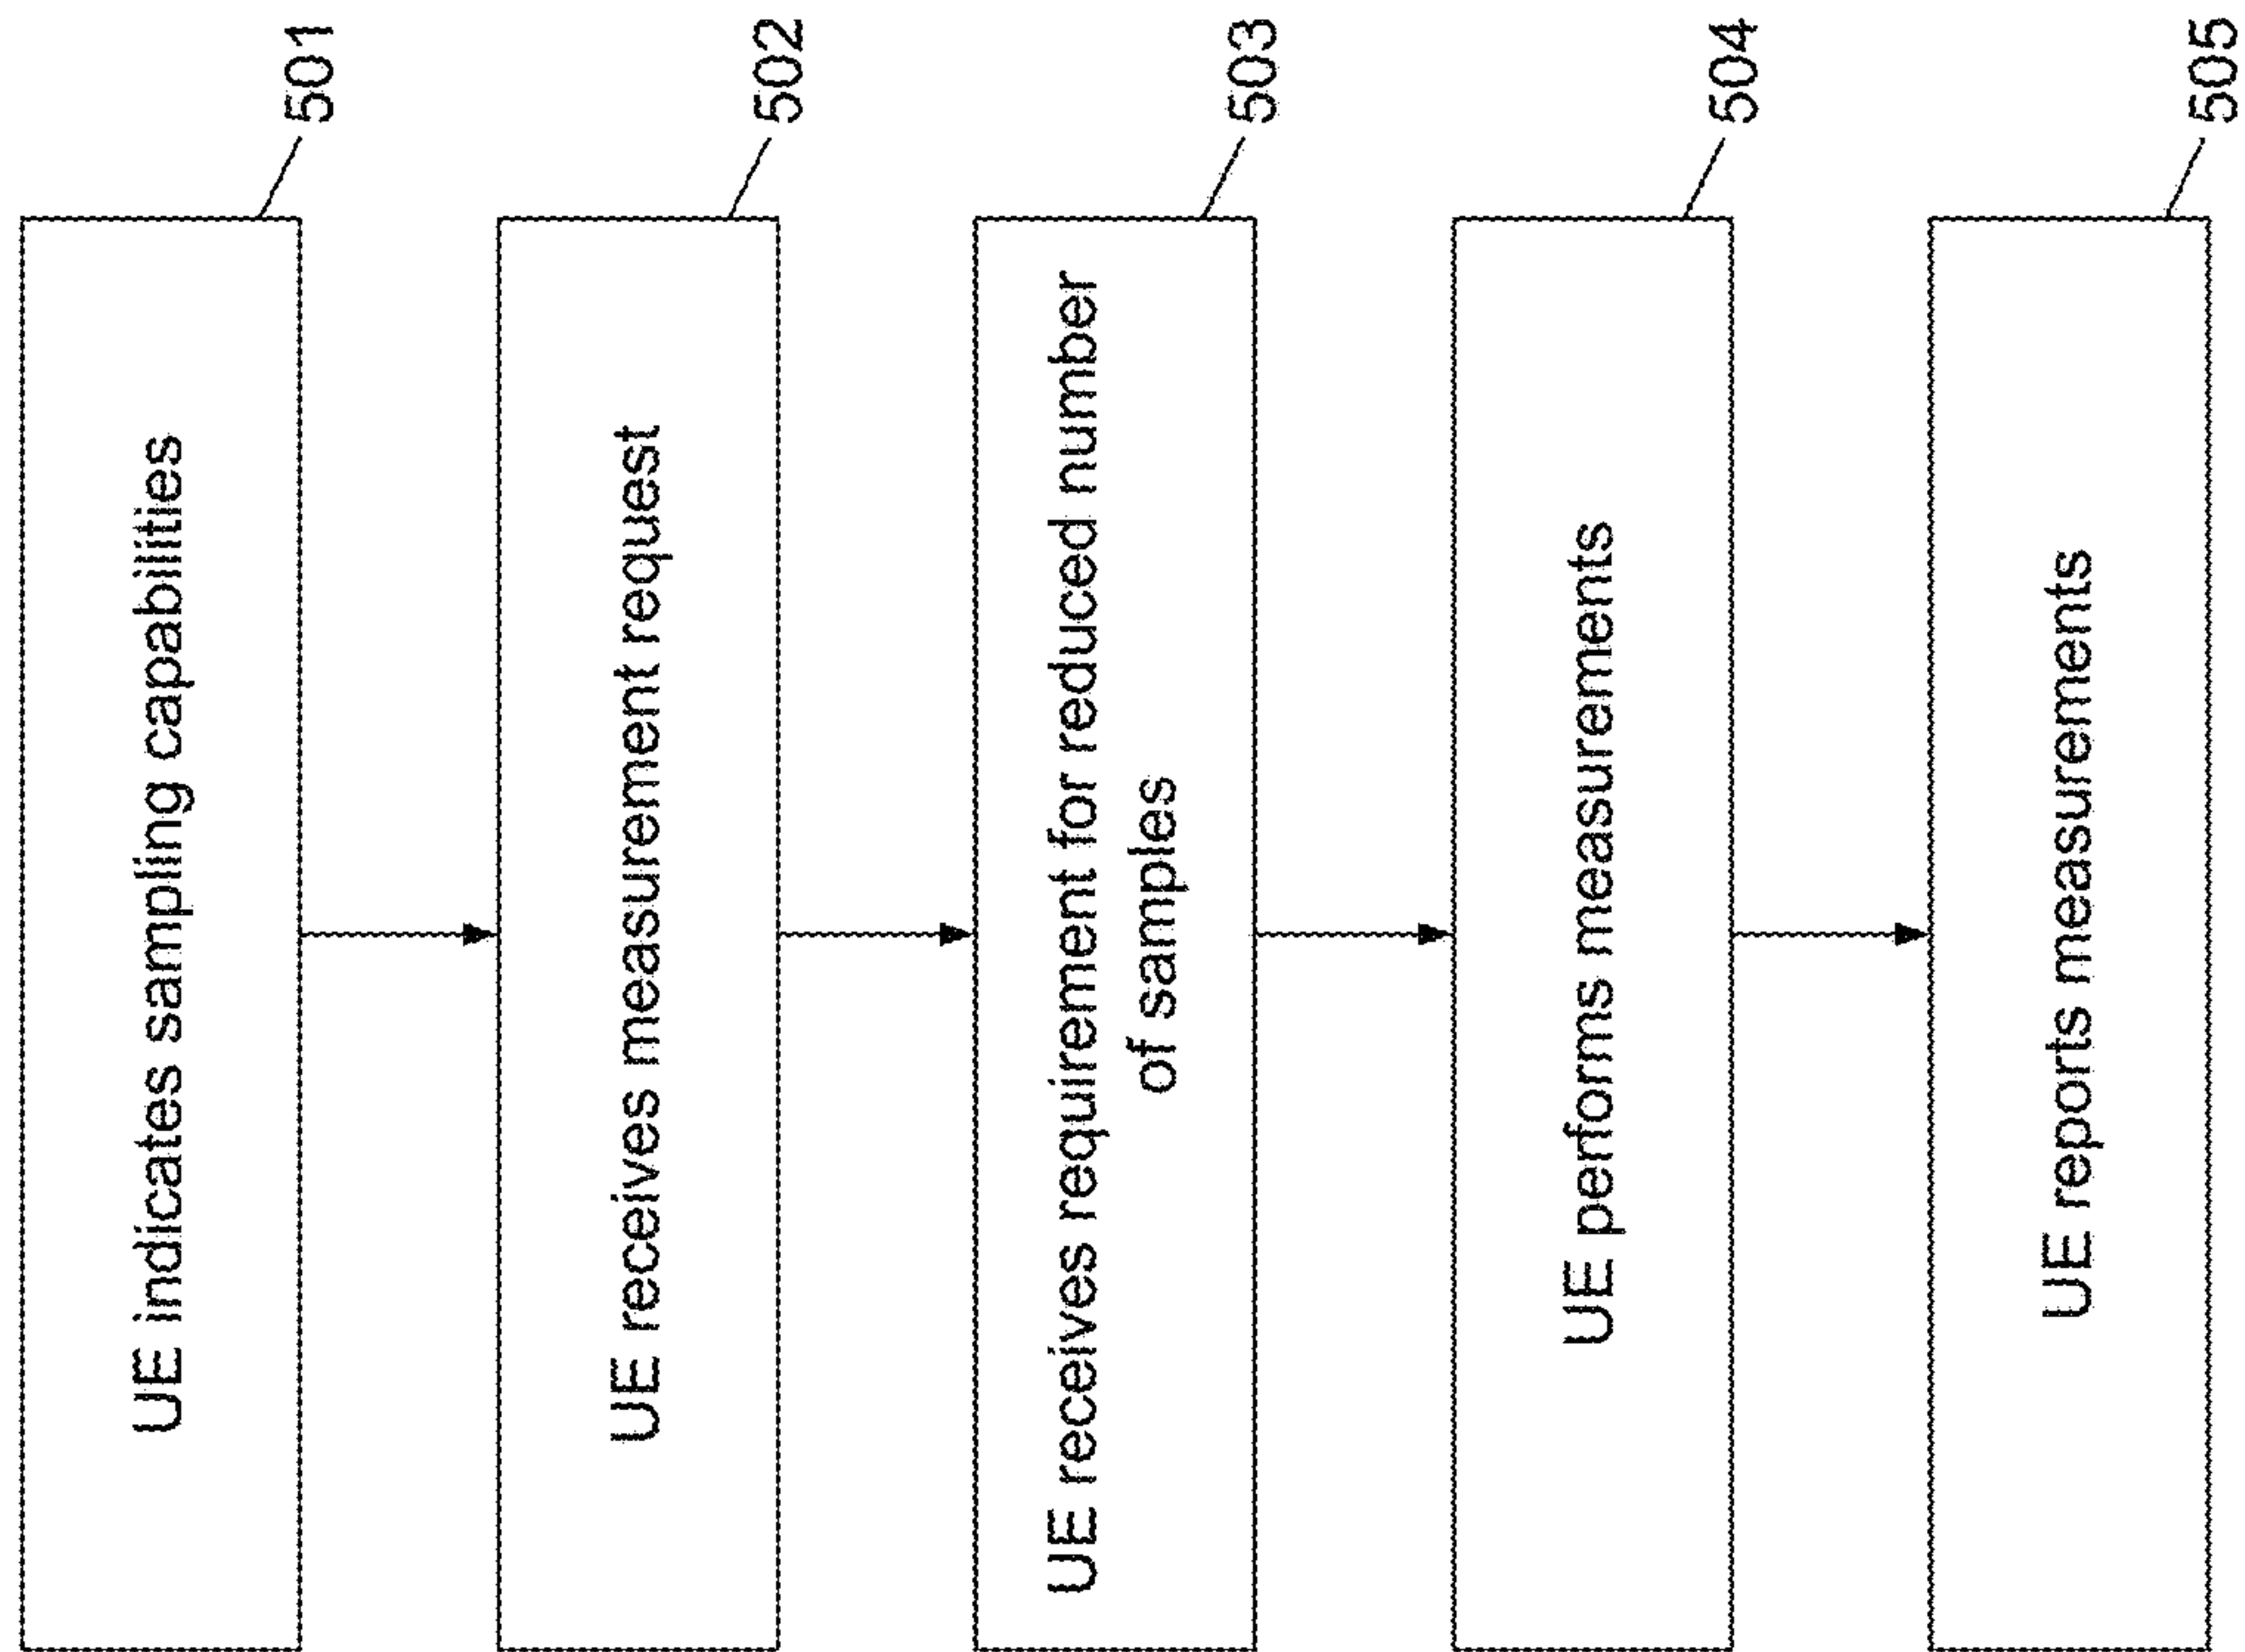 UE indicates sampling capabilities
501
UE receives measurement request
502
UE receives requirement for reduced number
of samples
503
UE performs measurements
504
UE reports measurements
505